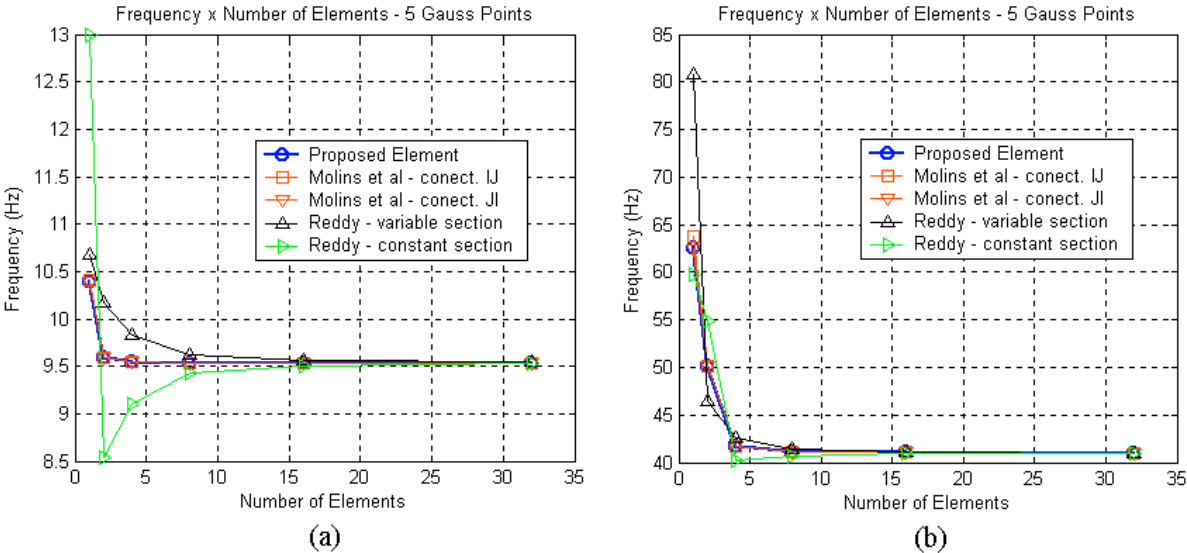 Frequency x Number of Elements - 5 Gauss Points
13
12.5
12
11.5
11
10.5
10
9.5
9
8.5
Frequency (Hz)
Proposed Element
Molins et al - conect. IJ
Molins et al - conect. JI
Reddy - variable section
Reddy - constant section
0 5 10 15 20 25 30 35
Number of Elements
(a)
Frequency x Number of Elements - 5 Gauss Points
85
80
75
70
65
60
55
50
45
40
Frequency (Hz)
Proposed Element
Molins et al - conect. IJ
Molins et al - conect. JI
Reddy - variable section
Reddy - constant section
0 5 10 15 20 25 30 35
Number of Elements
(b)